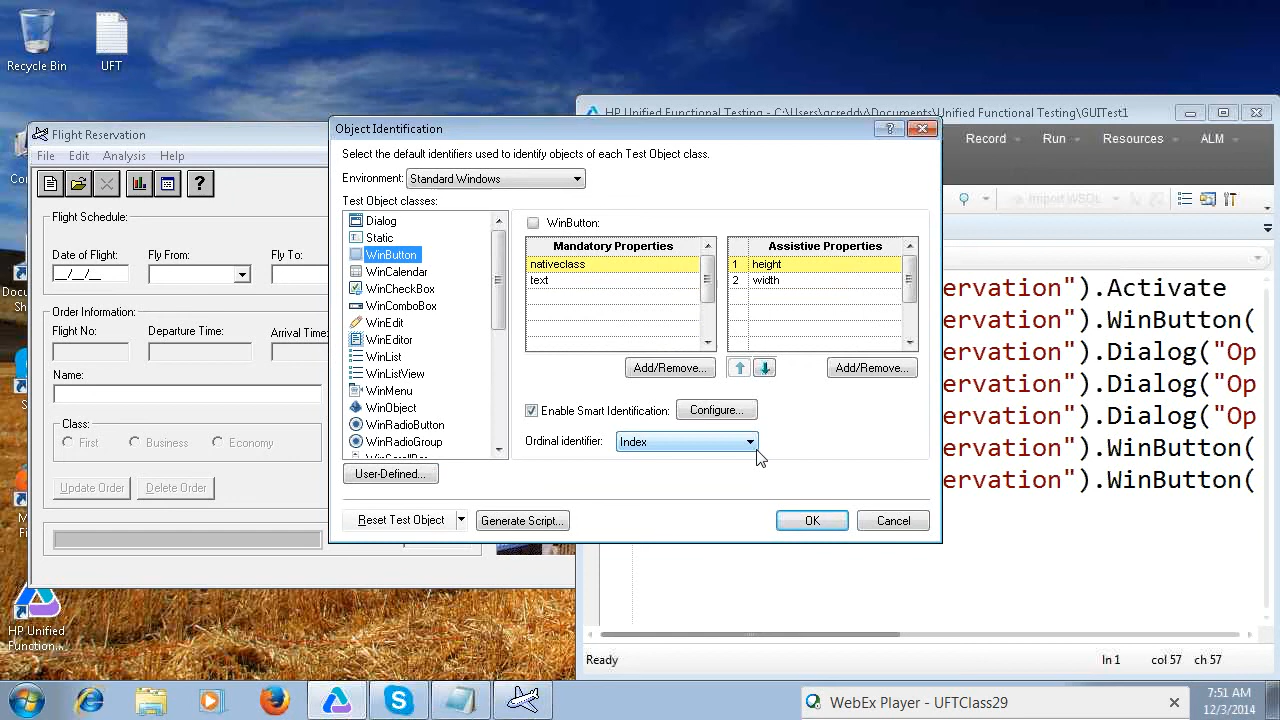 Recycle Bin
UFT
HP Unified Functional Testing - C:\Users\gcreddy\Documents\Unified Functional Testing\GUITest1
Record
Run
Resources
ALM
Import WSDL
Flight Reservation
File Edit Analysis Help
Flight Schedule:
Date of Flight:
Fly From:
Fly To:
__/__/__
Order Information:
Flight No:
Departure Time:
Arrival Time:
Name:
Class:
First
Business
Economy
Update Order
Delete Order
Object Identification
Select the default identifiers used to identify objects of each Test Object class.
Environment:
Standard Windows
Test Object classes:
Dialog
Static
WinButton
WinCalendar
WinCheckBox
WinComboBox
WinEdit
WinEditor
WinList
WinListView
WinMenu
WinObject
WinRadioButton
WinRadioGroup
User-Defined...
WinButton:
Mandatory Properties
nativeclass
text
Add/Remove...
Assistive Properties
1 height
2 width
Add/Remove...
Enable Smart Identification:
Configure...
Ordinal identifier:
Index
Reset Test Object
Generate Script...
OK
Cancel
ervation").Activate
ervation").WinButton(
ervation").Dialog("Op
ervation").Dialog("Op
ervation").Dialog("Op
ervation").WinButton(
ervation").WinButton(
Ready
ln 1
col 57
ch 57
HP Unified
Function...
WebEx Player - UFTClass29
7:51 AM
12/3/2014